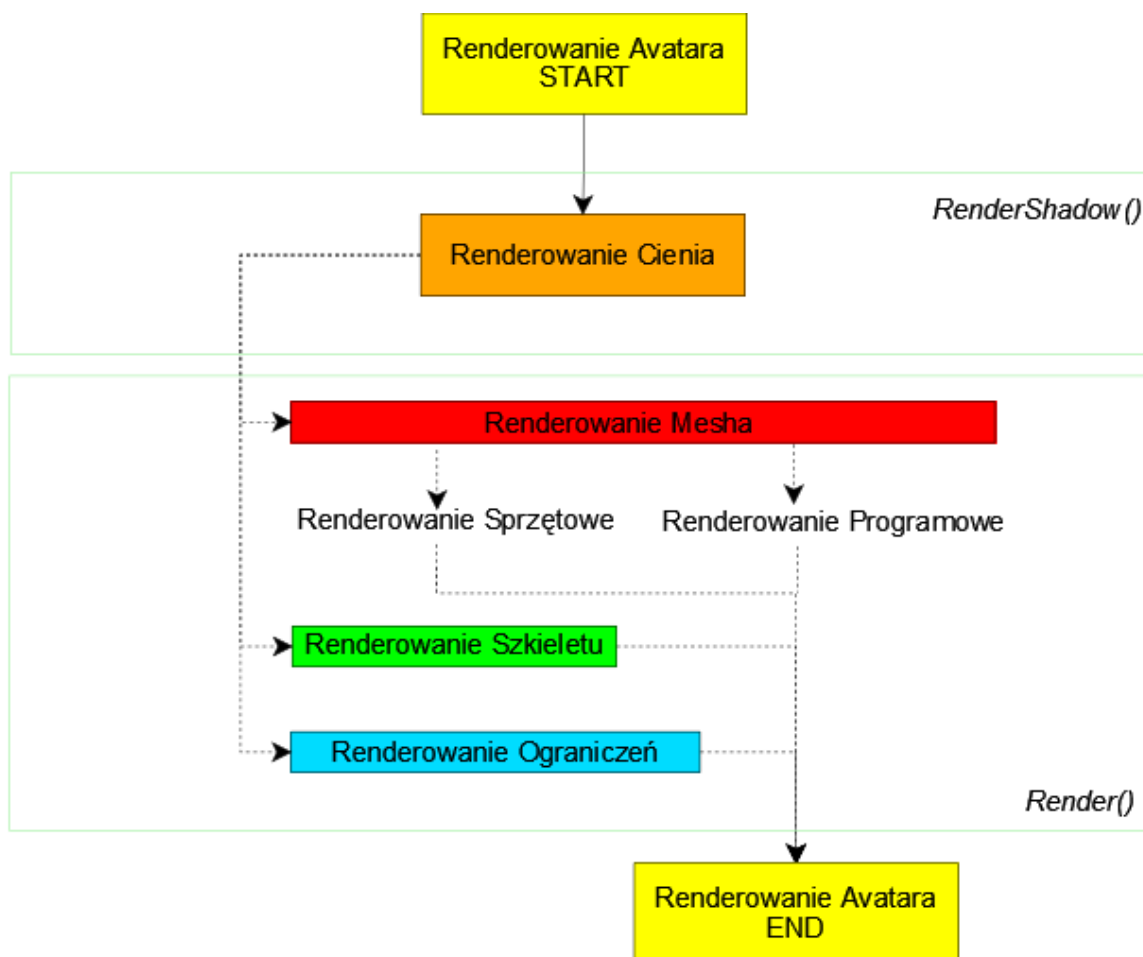 Renderowanie Avatara
START
RenderShadow()
Renderowanie Cienia
Renderowanie Mesha
Renderowanie Sprzętowe
Renderowanie Programowe
Renderowanie Szkieletu
Renderowanie Ograniczeń
Render()
Renderowanie Avatara
END